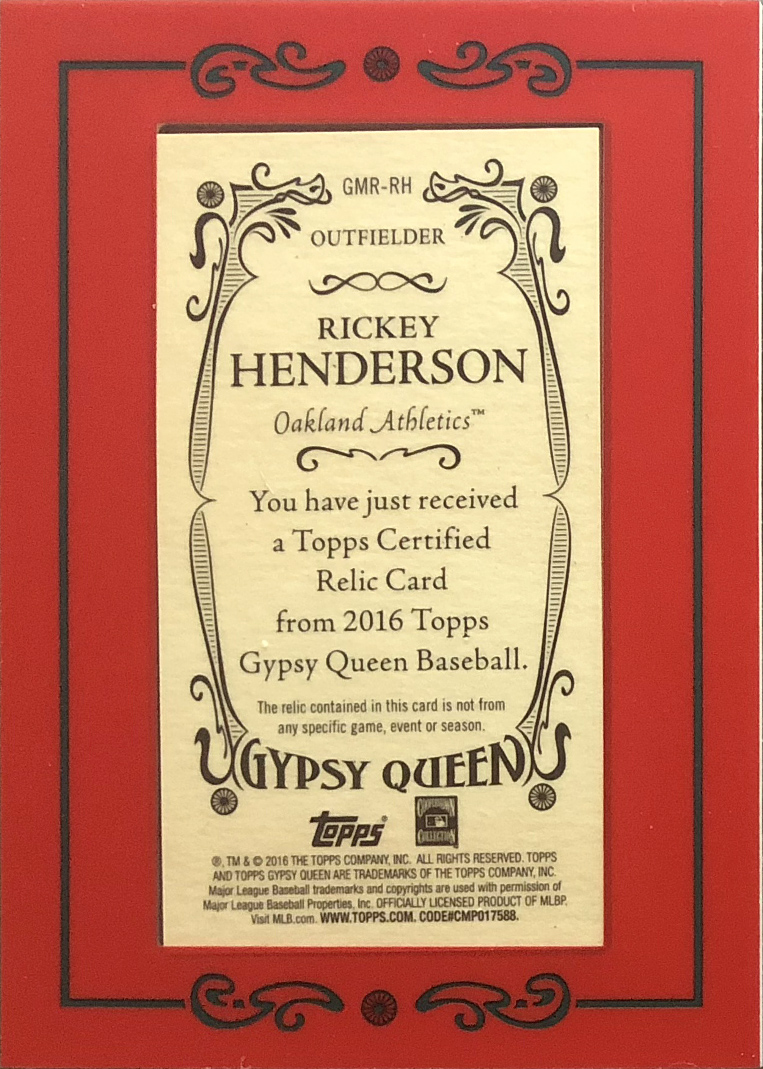 GMR-RH
OUTFIELDER
RICKEY
HENDERSON
Oakland Athletics™
You have just received
a Topps Certified
Relic Card
from 2016 Topps
Gypsy Queen Baseball.
The relic contained in this card is not from
any specific game, event or season.
GYPSY QUEEN
Topps®
COOPERSTOWN
COLLECTION
®, TM & © 2016 THE TOPPS COMPANY, INC. ALL RIGHTS RESERVED. TOPPS
AND TOPPS GYPSY QUEEN ARE TRADEMARKS OF THE TOPPS COMPANY, INC.
Major League Baseball trademarks and copyrights are used with permission of
Major League Baseball Properties, Inc. OFFICIALLY LICENSED PRODUCT OF MLBP.
Visit MLB.com. WWW.TOPPS.COM. CODE#CMP017588.